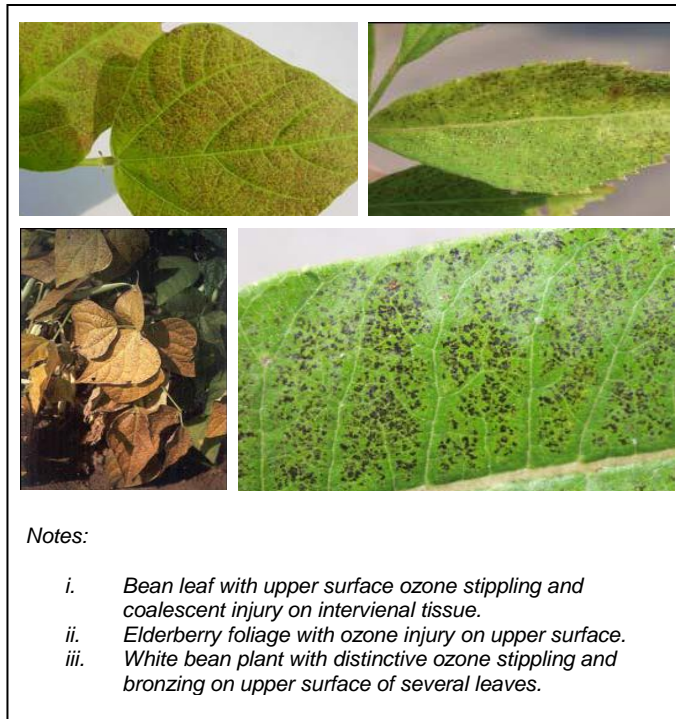 Notes:
i. Bean leaf with upper surface ozone stippling and
coalescent injury on intervienal tissue.
ii. Elderberry foliage with ozone injury on upper surface.
iii. White bean plant with distinctive ozone stippling and
bronzing on upper surface of several leaves.